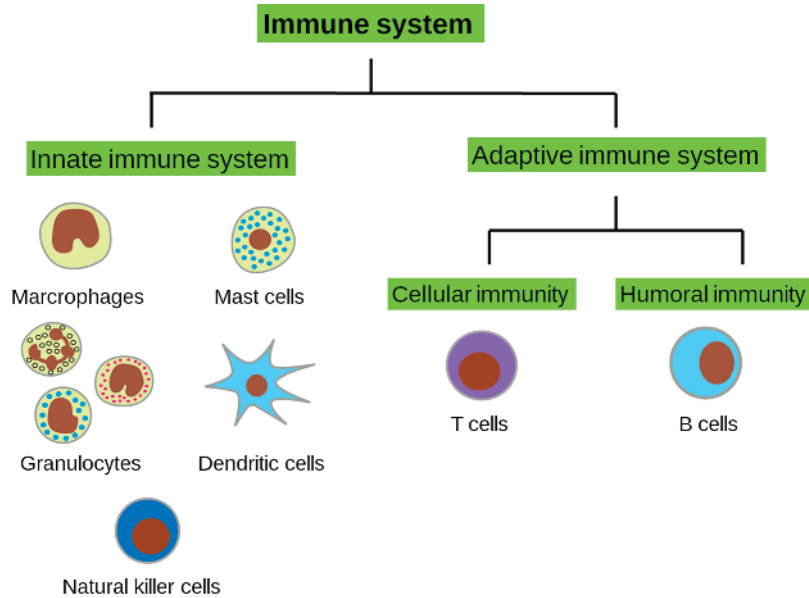 Immune system
Innate immune system
Adaptive immune system
Marcrophages
Mast cells
Cellular immunity
Humoral immunity
T cells
B cells
Granulocytes
Dendritic cells
Natural killer cells